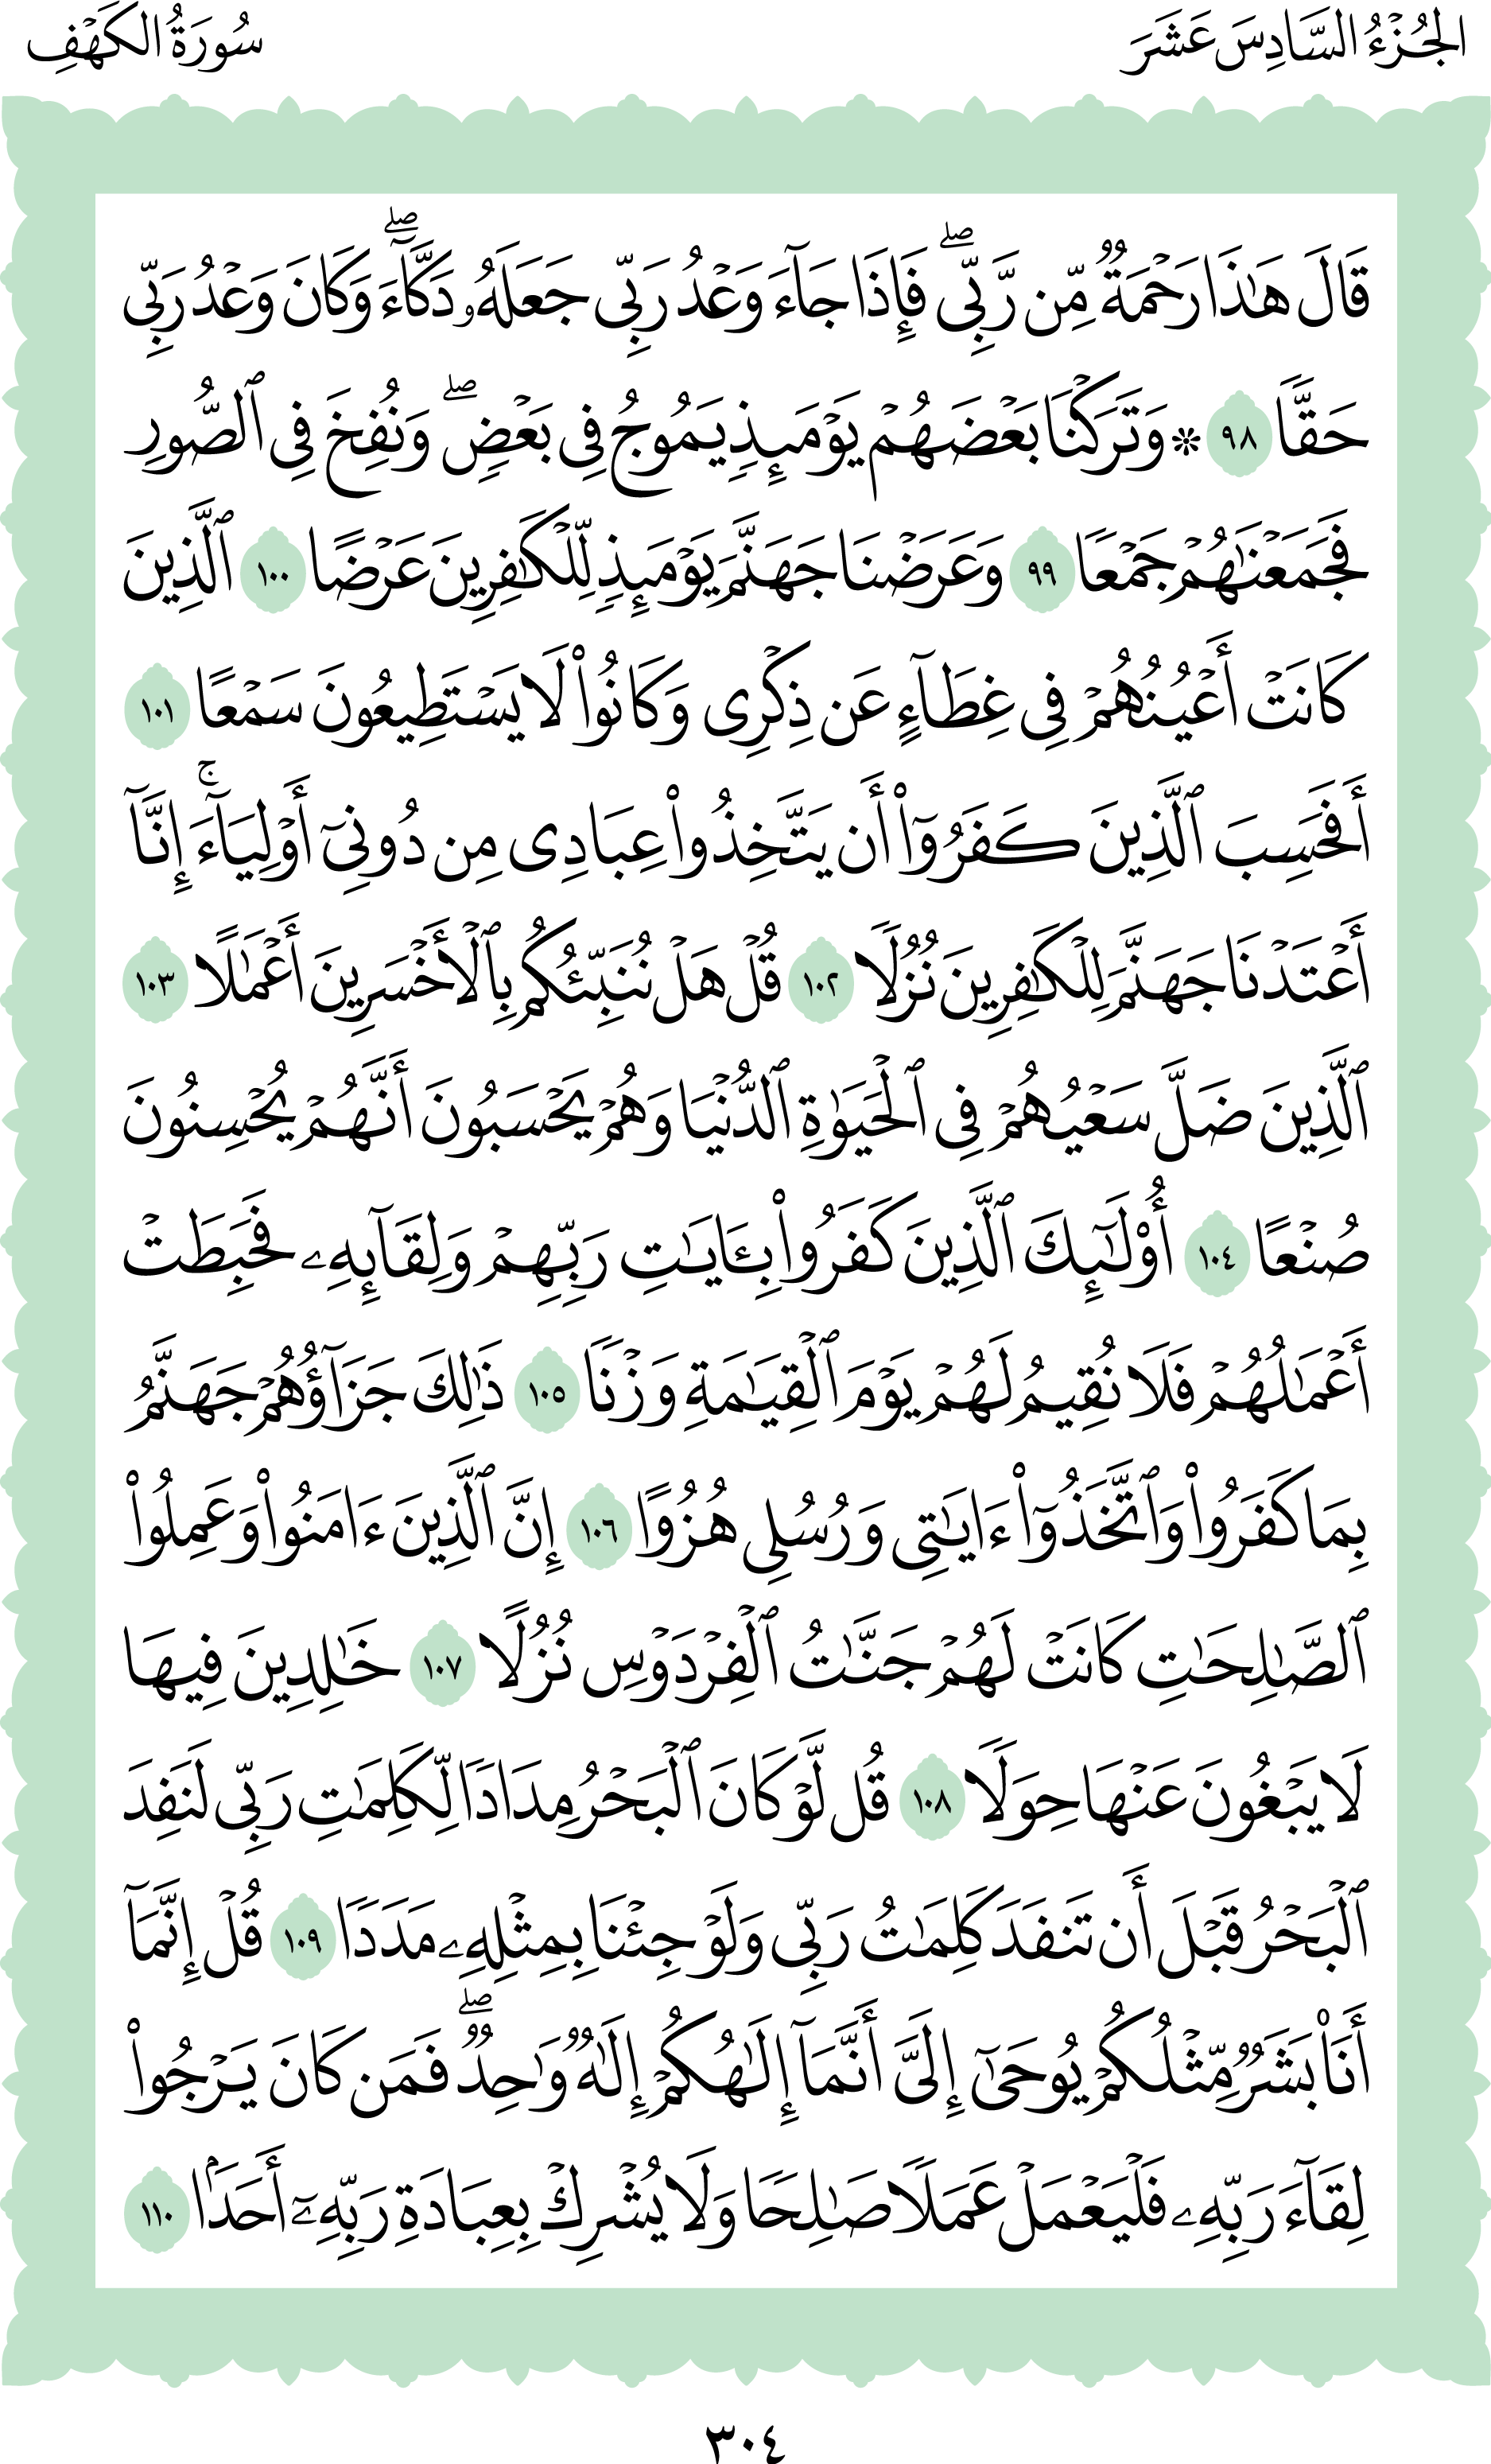 الجُزْءُ السَّادِسَ عَشَرَ
سُورَةُ الكَهْفِ
قَالَ هَٰذَا رَحۡمَةٞ مِّن رَّبِّيۖ فَإِذَا جَآءَ وَعۡدُ رَبِّي جَعَلَهُۥ دَكَّآءَۖ وَكَانَ وَعۡدُ رَبِّي
حَقّٗا ٩٨ ۞ وَتَرَكۡنَا بَعۡضَهُمۡ يَوۡمَئِذٖ يَمُوجُ فِي بَعۡضٖۖ وَنُفِخَ فِي ٱلصُّورِ
فَجَمَعۡنَٰهُمۡ جَمۡعٗا ٩٩ وَعَرَضۡنَا جَهَنَّمَ يَوۡمَئِذٖ لِّلۡكَٰفِرِينَ عَرۡضًا ١٠٠ ٱلَّذِينَ
كَانَتۡ أَعۡيُنُهُمۡ فِي غِطَآءٍ عَن ذِكۡرِي وَكَانُواْ لَا يَسۡتَطِيعُونَ سَمۡعًا ١٠١
أَفَحَسِبَ ٱلَّذِينَ كَفَرُوٓاْ أَن يَتَّخِذُواْ عِبَادِي مِن دُونِيٓ أَوۡلِيَآءَۚ إِنَّآ
أَعۡتَدۡنَا جَهَنَّمَ لِلۡكَٰفِرِينَ نُزُلٗا ١٠٢ قُلۡ هَلۡ نُنَبِّئُكُم بِٱلۡأَخۡسَرِينَ أَعۡمَٰلًا ١٠٣
ٱلَّذِينَ ضَلَّ سَعۡيُهُمۡ فِي ٱلۡحَيَوٰةِ ٱلدُّنۡيَا وَهُمۡ يَحۡسَبُونَ أَنَّهُمۡ يُحۡسِنُونَ
صُنۡعًا ١٠٤ أُوْلَٰٓئِكَ ٱلَّذِينَ كَفَرُواْ بِـَٔايَٰتِ رَبِّهِمۡ وَلِقَآئِهِۦ فَحَبِطَتۡ
أَعۡمَٰلُهُمۡ فَلَا نُقِيمُ لَهُمۡ يَوۡمَ ٱلۡقِيَٰمَةِ وَزۡنٗا ١٠٥ ذَٰلِكَ جَزَآؤُهُمۡ جَهَنَّمُ
بِمَا كَفَرُواْ وَٱتَّخَذُوٓاْ ءَايَٰتِي وَرُسُلِي هُزُوًا ١٠٦ إِنَّ ٱلَّذِينَ ءَامَنُواْ وَعَمِلُواْ
ٱلصَّٰلِحَٰتِ كَانَتۡ لَهُمۡ جَنَّٰتُ ٱلۡفِرۡدَوۡسِ نُزُلًا ١٠٧ خَٰلِدِينَ فِيهَا
لَا يَبۡغُونَ عَنۡهَا حِوَلٗا ١٠٨ قُل لَّوۡ كَانَ ٱلۡبَحۡرُ مِدَادٗا لِّكَلِمَٰتِ رَبِّي لَنَفِدَ
ٱلۡبَحۡرُ قَبۡلَ أَن تَنفَدَ كَلِمَٰتُ رَبِّي وَلَوۡ جِئۡنَا بِمِثۡلِهِۦ مَدَدٗا ١٠٩ قُلۡ إِنَّمَآ
أَنَا۠ بَشَرٞ مِّثۡلُكُمۡ يُوحَىٰٓ إِلَيَّ أَنَّمَآ إِلَٰهُكُمۡ إِلَٰهٞ وَٰحِدٞۖ فَمَن كَانَ يَرۡجُواْ
لِقَآءَ رَبِّهِۦ فَلۡيَعۡمَلۡ عَمَلٗا صَٰلِحٗا وَلَا يُشۡرِكۡ بِعِبَادَةِ رَبِّهِۦٓ أَحَدَۢا ١١٠
٣٠٤